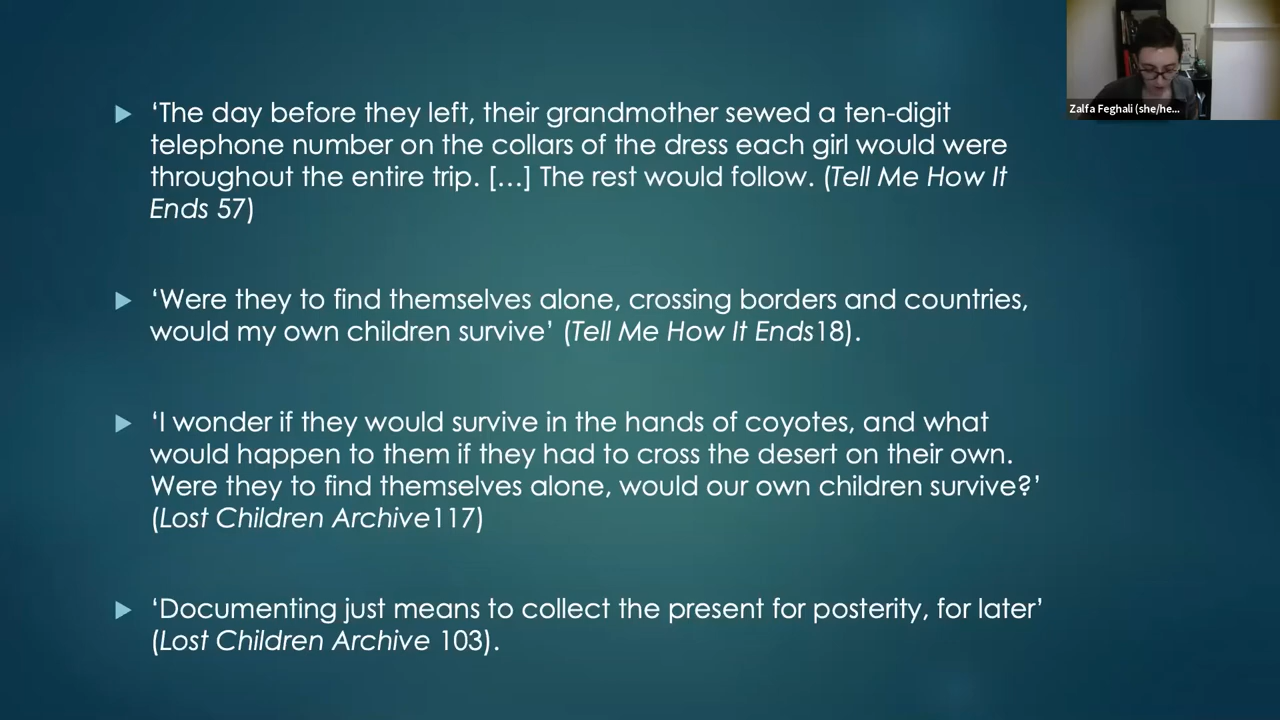 ‘The day before they left, their grandmother sewed a ten-digit
telephone number on the collars of the dress each girl would were
throughout the entire trip. […] The rest would follow. (Tell Me How It
Ends 57)
‘Were they to find themselves alone, crossing borders and countries,
would my own children survive’ (Tell Me How It Ends18).
‘I wonder if they would survive in the hands of coyotes, and what
would happen to them if they had to cross the desert on their own.
Were they to find themselves alone, would our own children survive?’
(Lost Children Archive117)
‘Documenting just means to collect the present for posterity, for later’
(Lost Children Archive 103).
Zalfa Feghali (she/he...